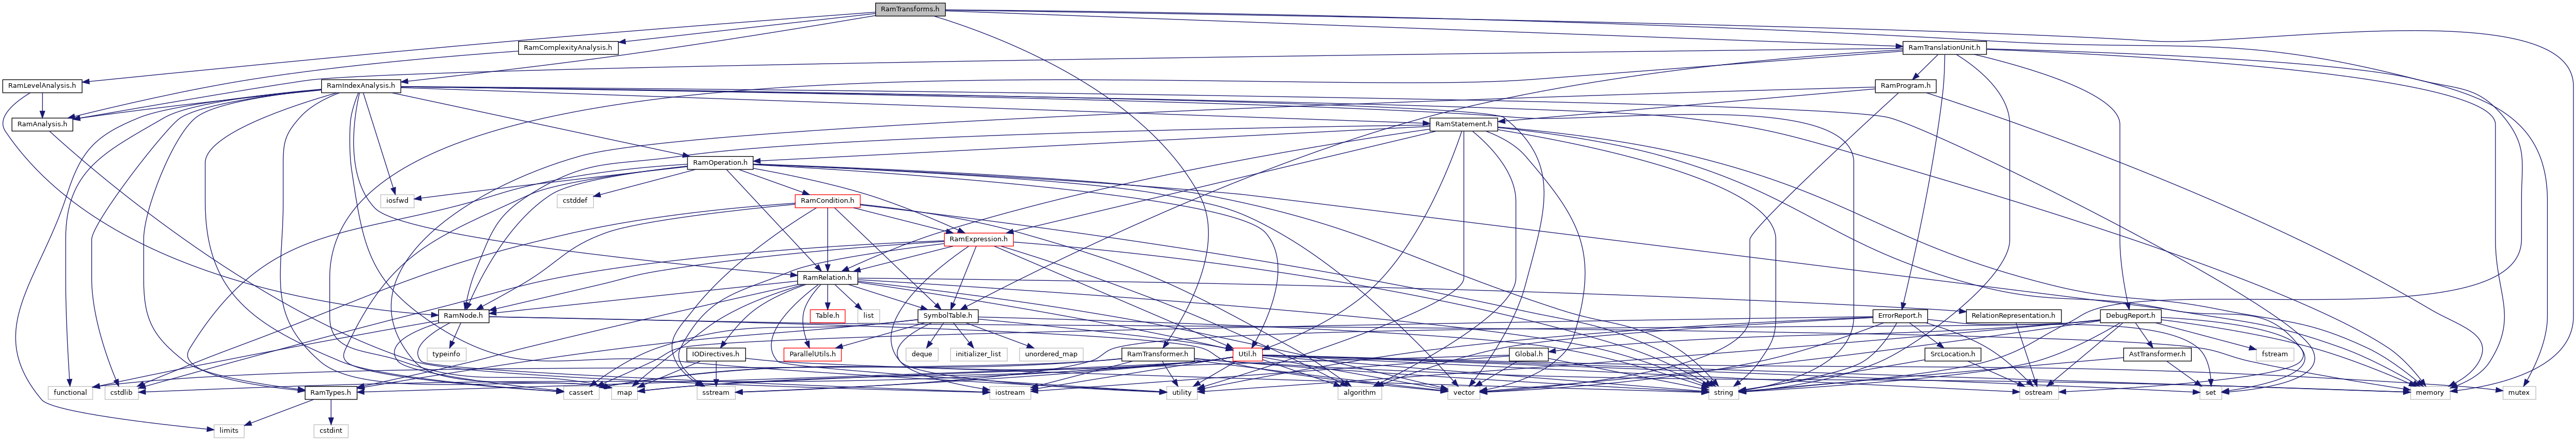 RamTransforms.h
RamComplexityAnalysis.h
RamTranslationUnit.h
RamLevelAnalysis.h
RamIndexAnalysis.h
RamProgram.h
RamAnalysis.h
RamStatement.h
RamOperation.h
iosfwd
cstddef
RamCondition.h
RamExpression.h
RamRelation.h
RamNode.h
Table.h
list
SymbolTable.h
ErrorReport.h
RelationRepresentation.h
DebugReport.h
typeinfo
IODirectives.h
ParallelUtils.h
deque
initializer_list
unordered_map
RamTransformer.h
Util.h
Global.h
SrcLocation.h
AstTransformer.h
fstream
functional
cstdlib
RamTypes.h
cassert
map
sstream
iostream
utility
algorithm
vector
string
ostream
set
memory
mutex
limits
cstdint